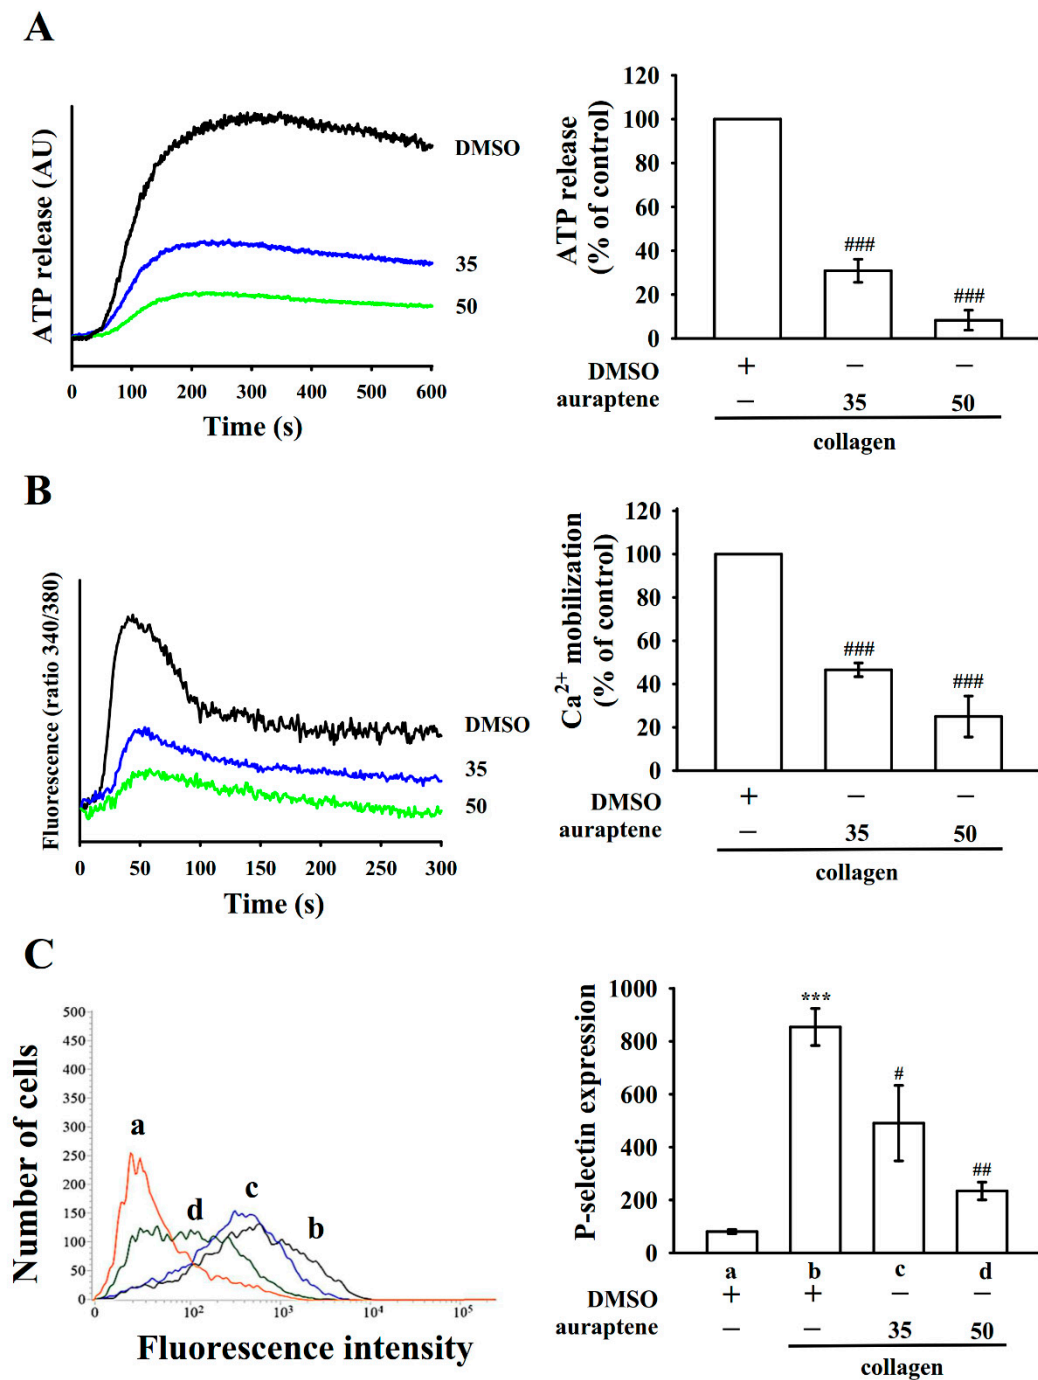 A
ATP release (AU)
DMSO
35
50
0 100 200 300 400 500 600
Time (s)
ATP release
(% of control)
120
100
80
60
40
20
0
###
###
DMSO + − −
auraptene − 35 50
collagen
B
Fluorescence (ratio 340/380)
DMSO
35
50
0 50 100 150 200 250 300
Time (s)
Ca2+ mobilization
(% of control)
120
100
80
60
40
20
0
###
###
DMSO + − −
auraptene − 35 50
collagen
C
Number of cells
500
450
400
350
300
250
200
150
100
50
0
a
d
c
b
0 10² 10³ 10⁴ 10⁵
Fluorescence intensity
P-selectin expression
1000
800
600
400
200
0
***
#
##
a b c d
DMSO + + − −
auraptene − − 35 50
collagen